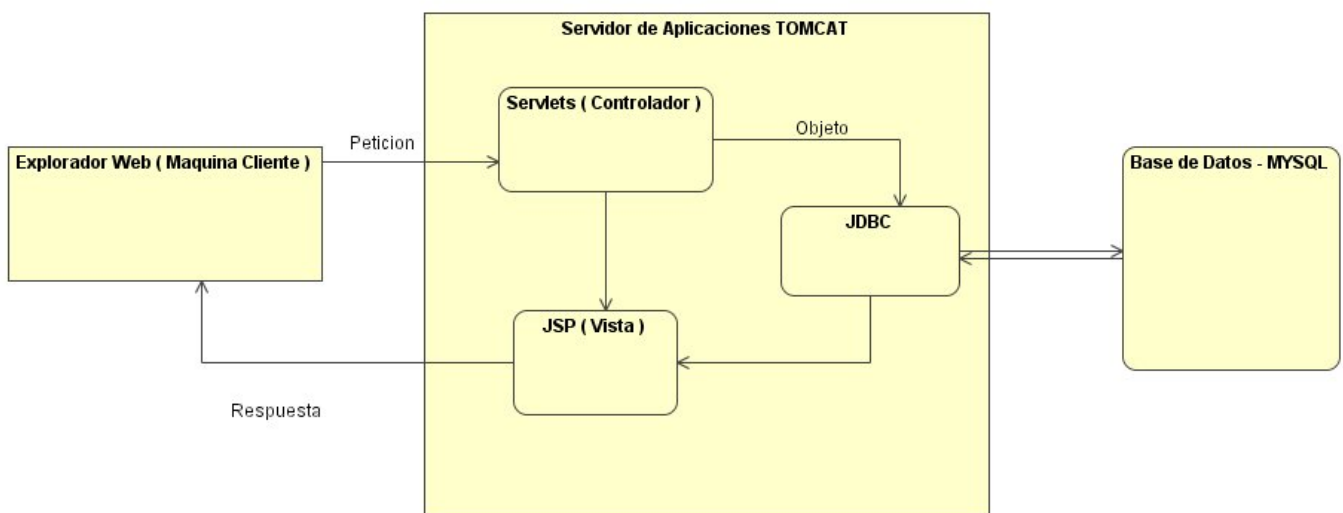 Servidor de Aplicaciones TOMCAT
Servlets ( Controlador )
Peticion
Objeto
Explorador Web ( Maquina Cliente )
Base de Datos - MYSQL
JDBC
JSP ( Vista )
Respuesta